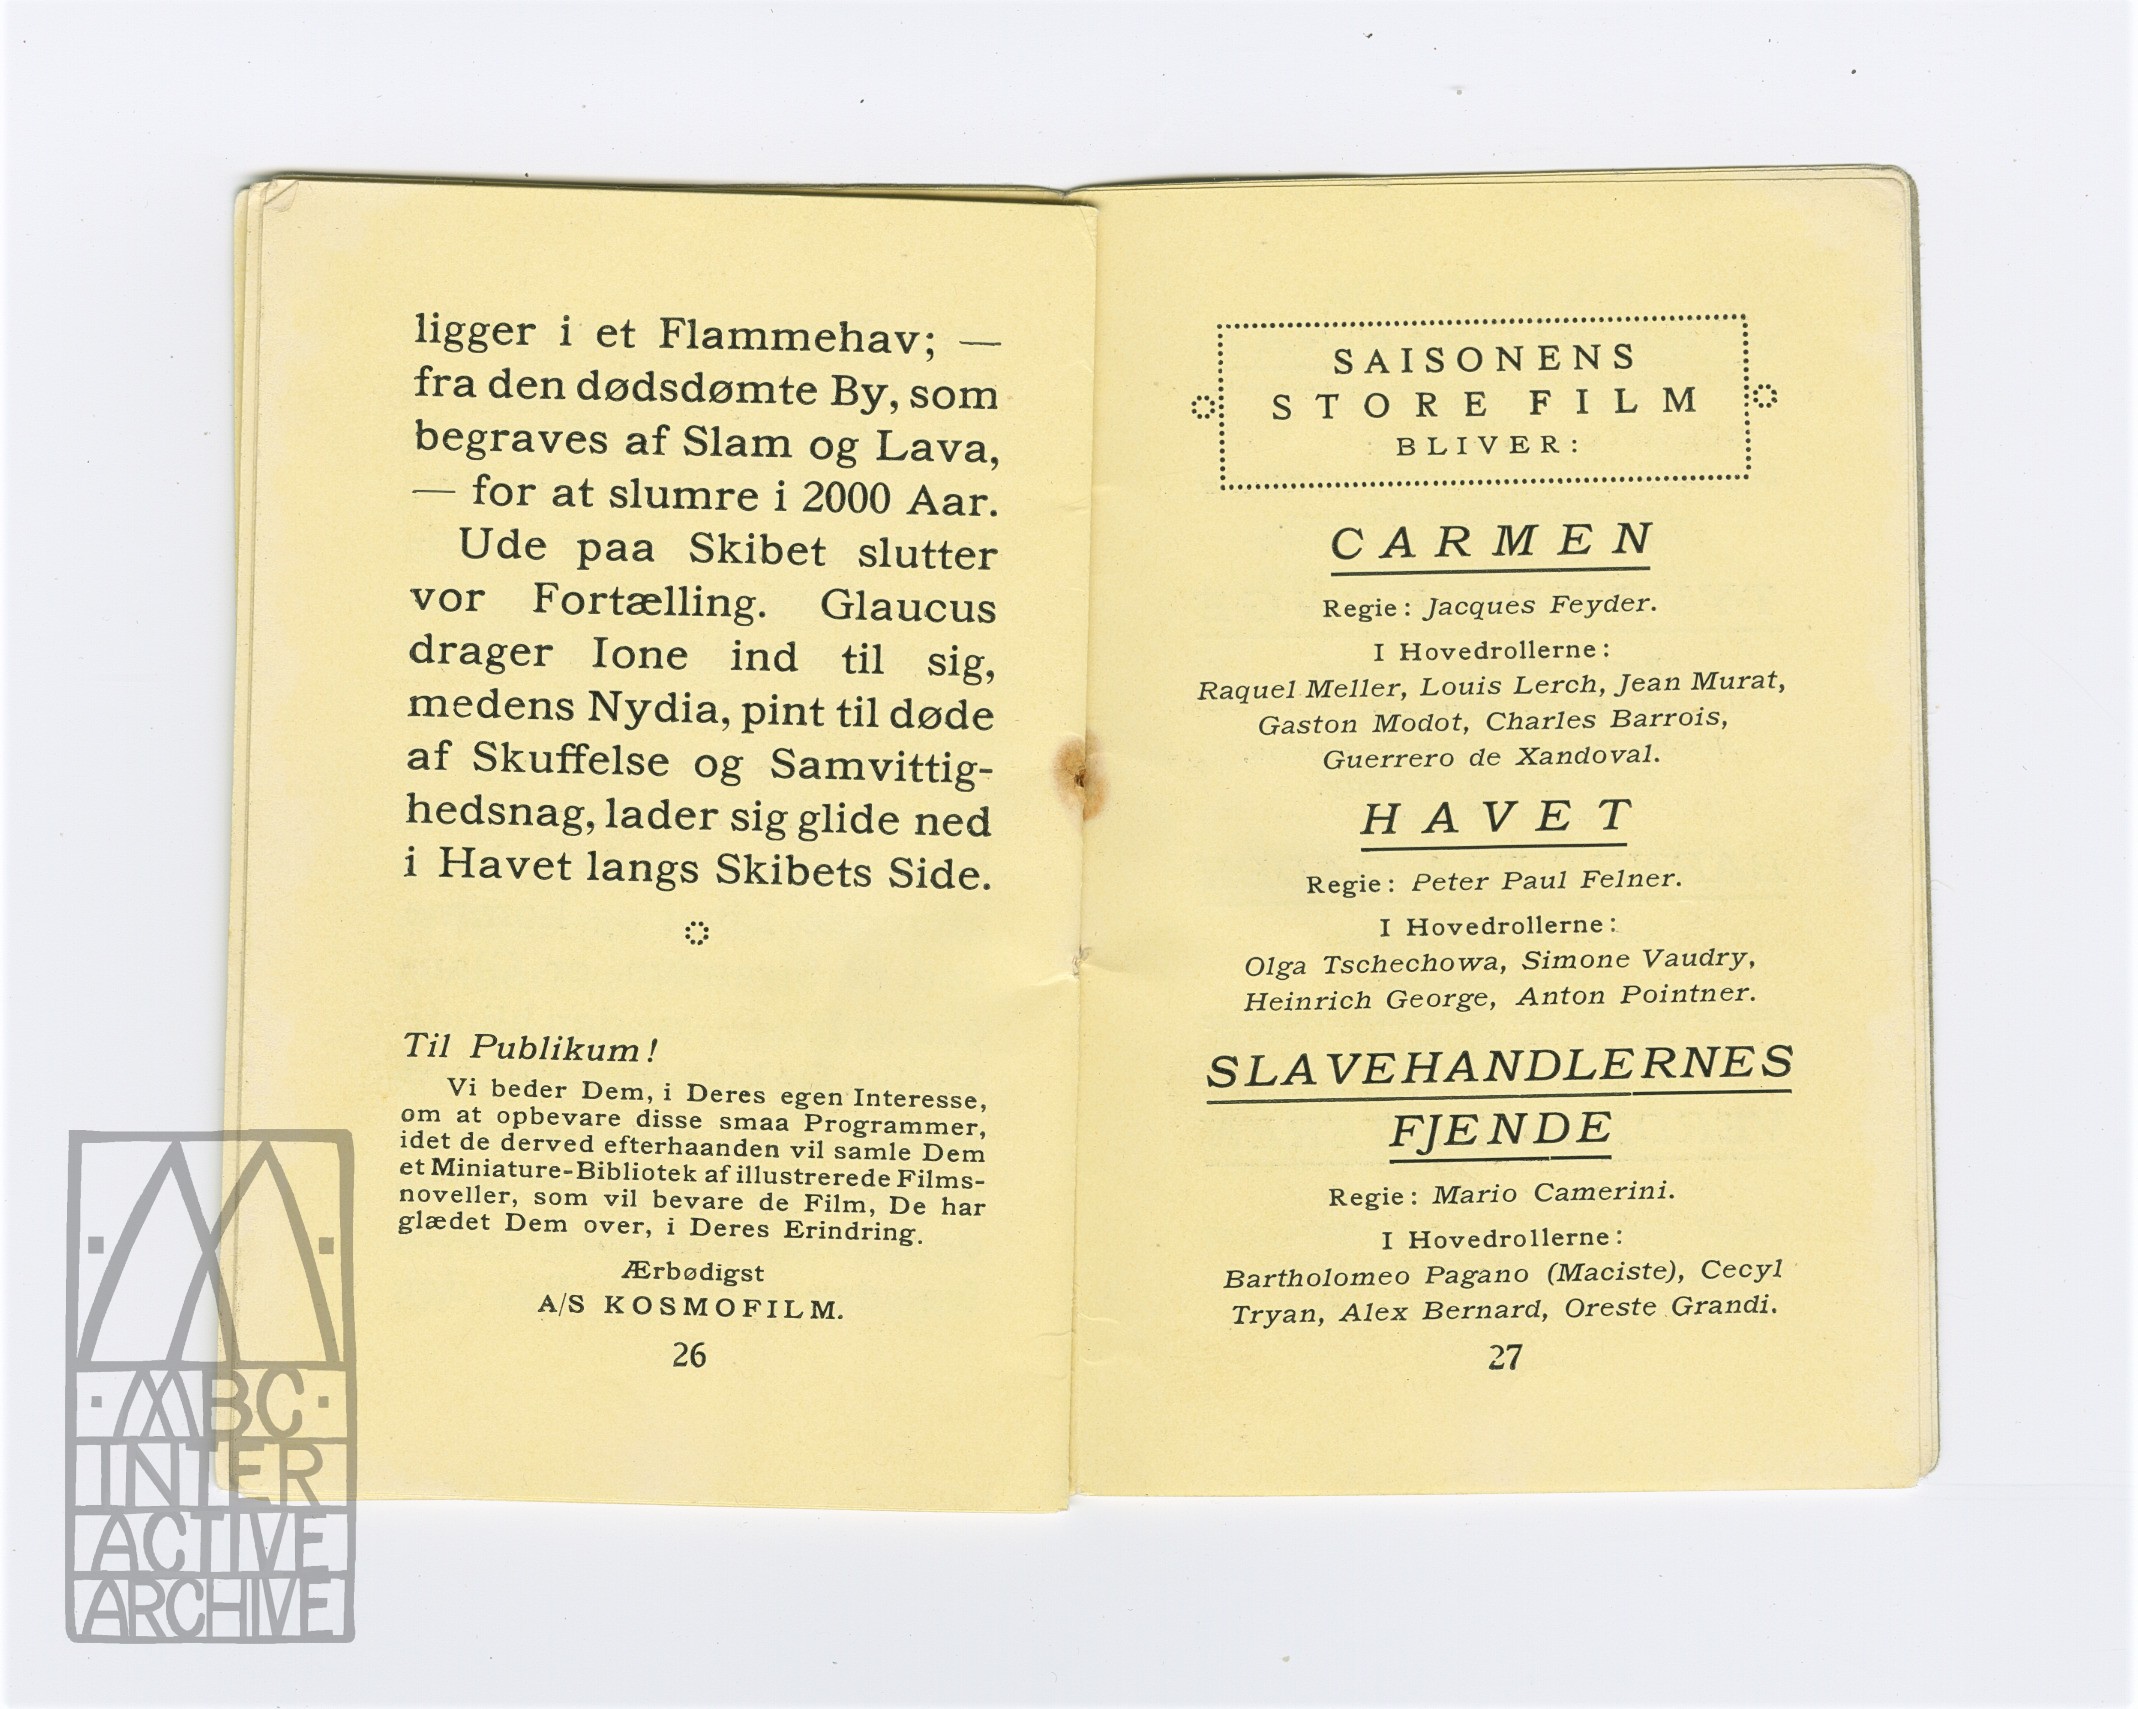 ligger i et Flammehav; —
fra den dødsdømte By, som
begraves af Slam og Lava,
— for at slumre i 2000 Aar.
Ude paa Skibet slutter
vor Fortælling. Glaucus
drager Ione ind til sig,
medens Nydia, pint til døde
af Skuffelse og Samvittig-
hedsnag, lader sig glide ned
i Havet langs Skibets Side.
Til Publikum!
Vi beder Dem, i Deres egen Interesse,
om at opbevare disse smaa Programmer,
idet de derved efterhaanden vil samle Dem
et Miniature-Bibliotek af illustrerede Films-
noveller, som vil bevare de Film, De har
glædet Dem over, i Deres Erindring.
Ærbødigst
A/S KOSMOFILM.
26
SAISONENS
STORE FILM
BLIVER:
CARMEN
Regie: Jacques Feyder.
I Hovedrollerne:
Raquel Meller, Louis Lerch, Jean Murat,
Gaston Modot, Charles Barrois,
Guerrero de Xandoval.
HAVET
Regie: Peter Paul Felner.
I Hovedrollerne:
Olga Tschechowa, Simone Vaudry,
Heinrich George, Anton Pointner.
SLAVEHANDLERNES
FJENDE
Regie: Mario Camerini.
I Hovedrollerne:
Bartholomeo Pagano (Maciste), Cecyl
Tryan, Alex Bernard, Oreste Grandi.
27
·ABC·
INTER
ACTIVE
ARCHIVE